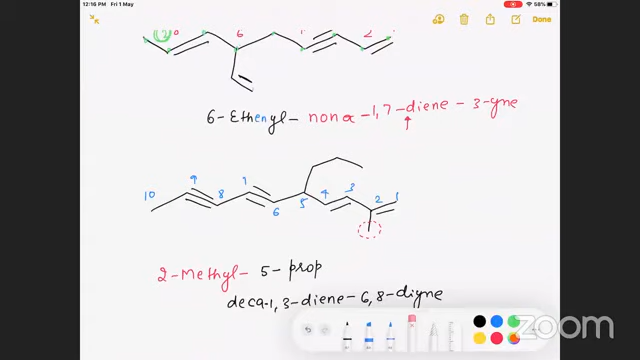 12:16 PM Fri 1 May
58%
Done
6 1 2
6-Ethenyl-nona-1,7-diene-3-yne
10 9 8 7 6 5 4 3 2 1
2-Methyl-5-prop
deca-1,3-diene-6,8-diyne
zoom